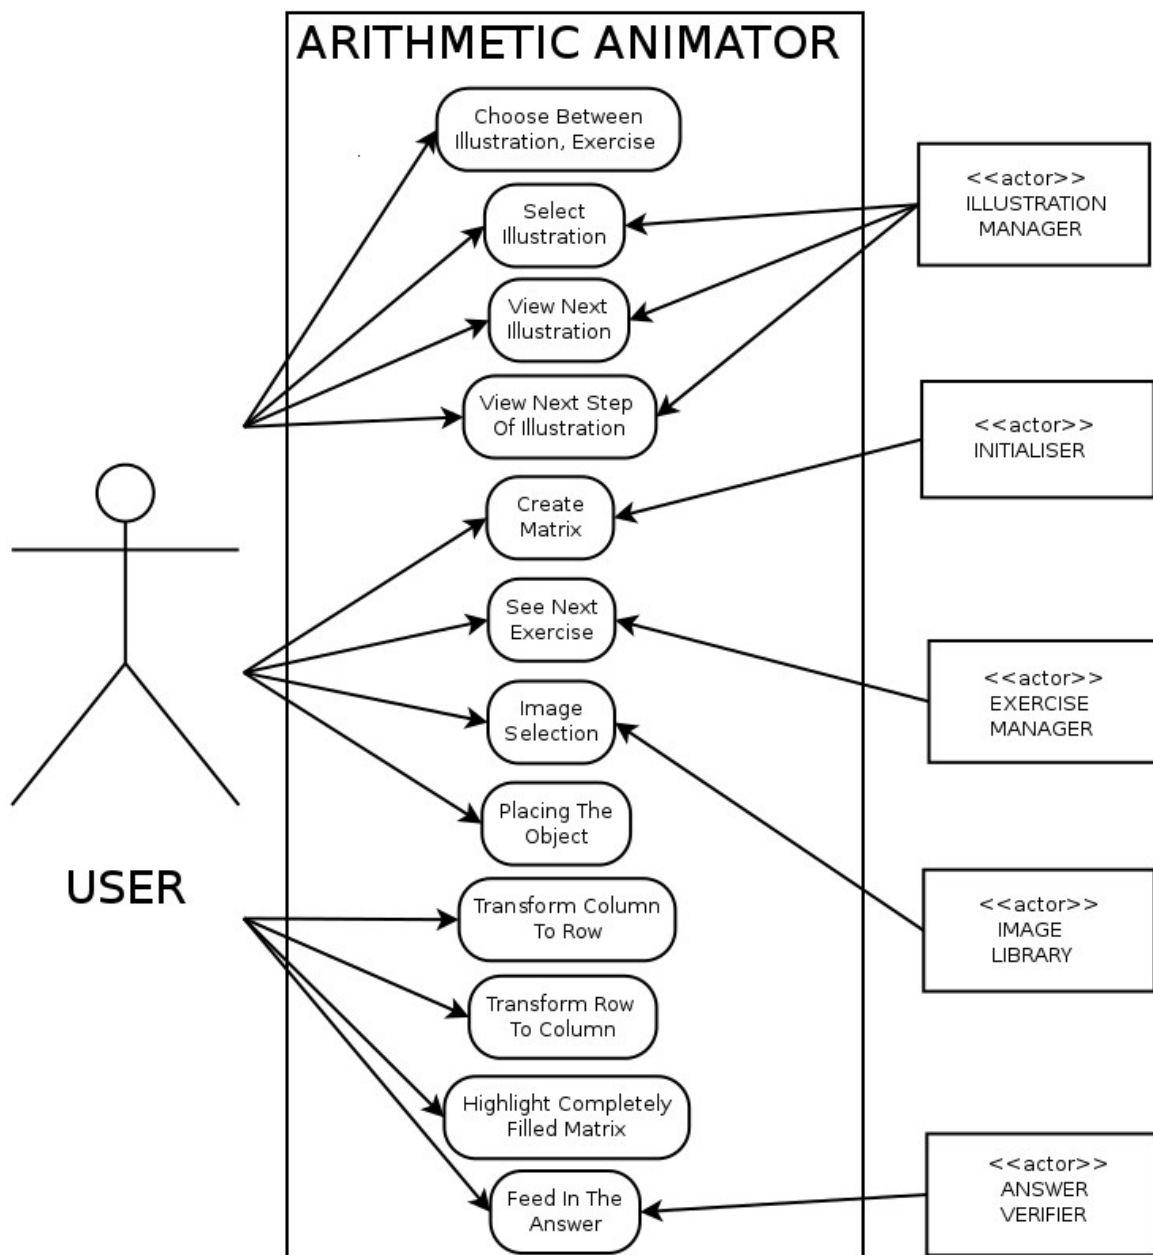 ARITHMETIC ANIMATOR
Choose Between
Illustration, Exercise
Select
Illustration
View Next
Illustration
View Next Step
Of Illustration
Create
Matrix
See Next
Exercise
Image
Selection
Placing The
Object
Transform Column
To Row
Transform Row
To Column
Highlight Completely
Filled Matrix
Feed In The
Answer
USER
<<actor>>
ILLUSTRATION
MANAGER
<<actor>>
INITIALISER
<<actor>>
EXERCISE
MANAGER
<<actor>>
IMAGE
LIBRARY
<<actor>>
ANSWER
VERIFIER